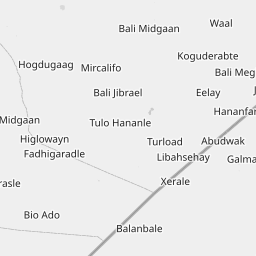 Waal
Bali Midgaan
Koguderabte
Hogdugaag
Mircalifo
Bali Meg
Bali Jibrael
Eelay
J
Hananfar
Midgaan
Tulo Hananle
Higlowayn
Turload
Abudwak
Fadhigaradle
Libahsehay
Galma
rasle
Xerale
Bio Ado
Balanbale